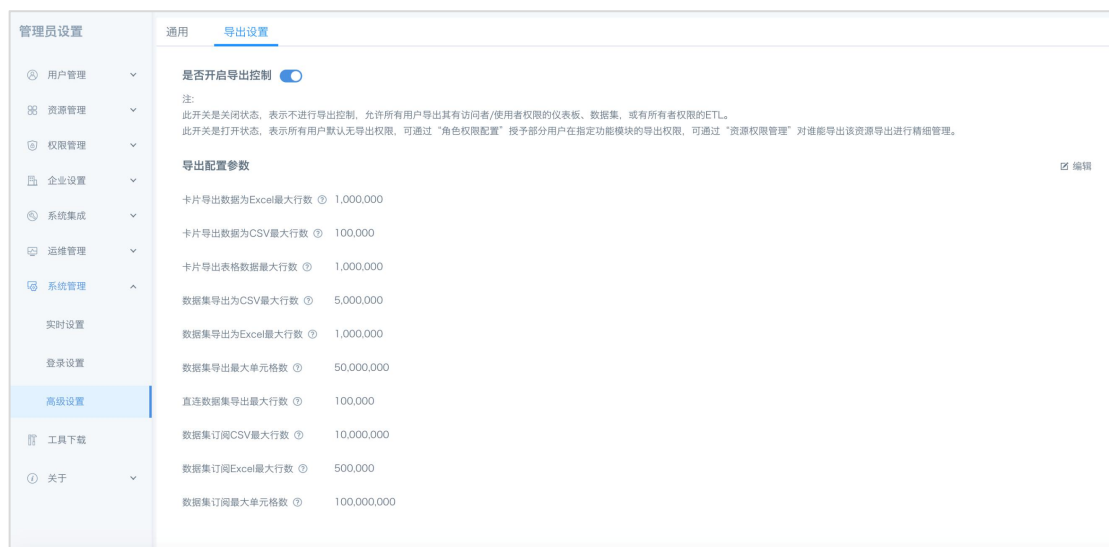 管理员设置
用户管理
资源管理
权限管理
企业设置
系统集成
运维管理
系统管理
实时设置
登录设置
高级设置
工具下载
关于
通用 导出设置
是否开启导出控制
注:
此开关是关闭状态，表示不进行导出控制，允许所有用户导出其有访问者/使用者权限的仪表板、数据集，或有所有者权限的ETL。
此开关是打开状态，表示所有用户默认无导出权限，可通过“角色权限配置”授予部分用户在指定功能模块的导出权限，可通过“资源权限管理”对谁能导出该资源导出进行精细管理。
导出配置参数 编辑
卡片导出数据为Excel最大行数 1,000,000
卡片导出数据为CSV最大行数 100,000
卡片导出表格数据最大行数 1,000,000
数据集导出为CSV最大行数 5,000,000
数据集导出为Excel最大行数 1,000,000
数据集导出最大单元格数 50,000,000
直连数据集导出最大行数 100,000
数据集订阅CSV最大行数 10,000,000
数据集订阅Excel最大行数 500,000
数据集订阅最大单元格数 100,000,000